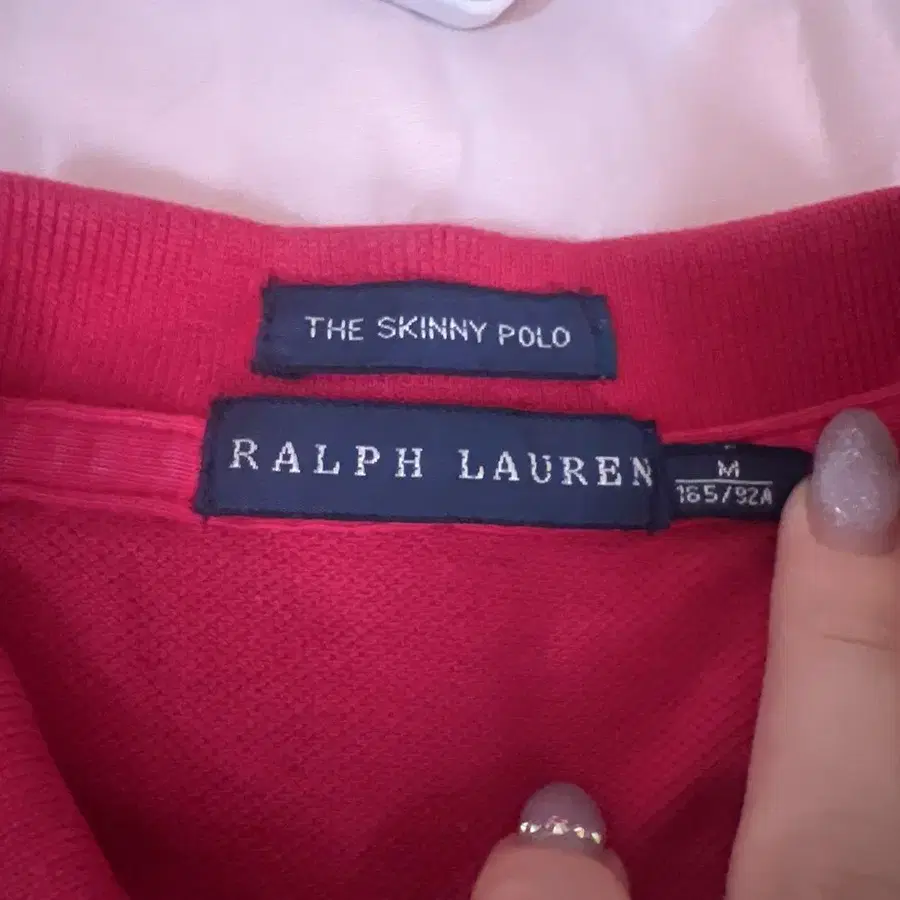 THE SKINNY POLO
RALPH LAUREN
M
165/92A